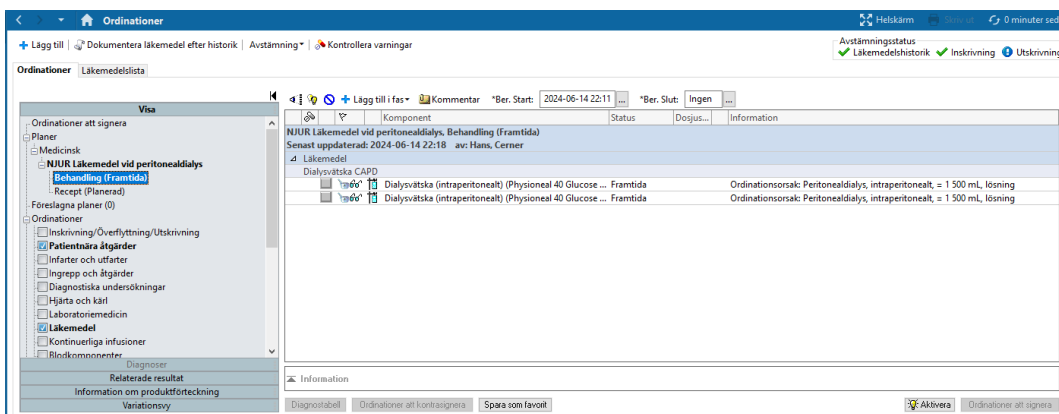 Ordinationer
Helskärm Skriv ut 0 minuter sed
Lägg till Dokumentera läkemedel efter historik Avstämning Kontrollera varningar
Avstämningsstatus
Läkemedelshistorik Inskrivning Utskrivning
Ordinationer Läkemedelslista
Visa
Ordinationer att signera
Planer
Medicinsk
NJUR Läkemedel vid peritonealdialys
Behandling (Framtida)
Recept (Planerad)
Föreslagna planer (0)
Ordinationer
Inskrivning/Överflyttning/Utskrivning
Patientnära åtgärder
Infarter och utfarter
Ingrepp och åtgärder
Diagnostiska undersökningar
Hjärta och kärl
Laboratoriemedicin
Läkemedel
Kontinuerliga infusioner
Blodkomponenter
Diagnoser
Relaterade resultat
Information om produktförteckning
Variationsvy
Lägg till i fas Kommentar *Ber. Start: 2024-06-14 22:11 ... *Ber. Slut: Ingen ...
Komponent Status Dosjus... Information
NJUR Läkemedel vid peritonealdialys, Behandling (Framtida)
Senast uppdaterad: 2024-06-14 22:18 av: Hans, Cerner
Läkemedel
Dialysvätska CAPD
Dialysvätska (intraperitonealt) (Physioneal 40 Glucose ... Framtida Ordinationsorsak: Peritonealdialys, intraperitonealt, = 1 500 mL, lösning
Dialysvätska (intraperitonealt) (Physioneal 40 Glucose ... Framtida Ordinationsorsak: Peritonealdialys, intraperitonealt, = 1 500 mL, lösning
Information
Diagnostabell Ordinationer att kontrasignera Spara som favorit Aktivera Ordinationer att signera